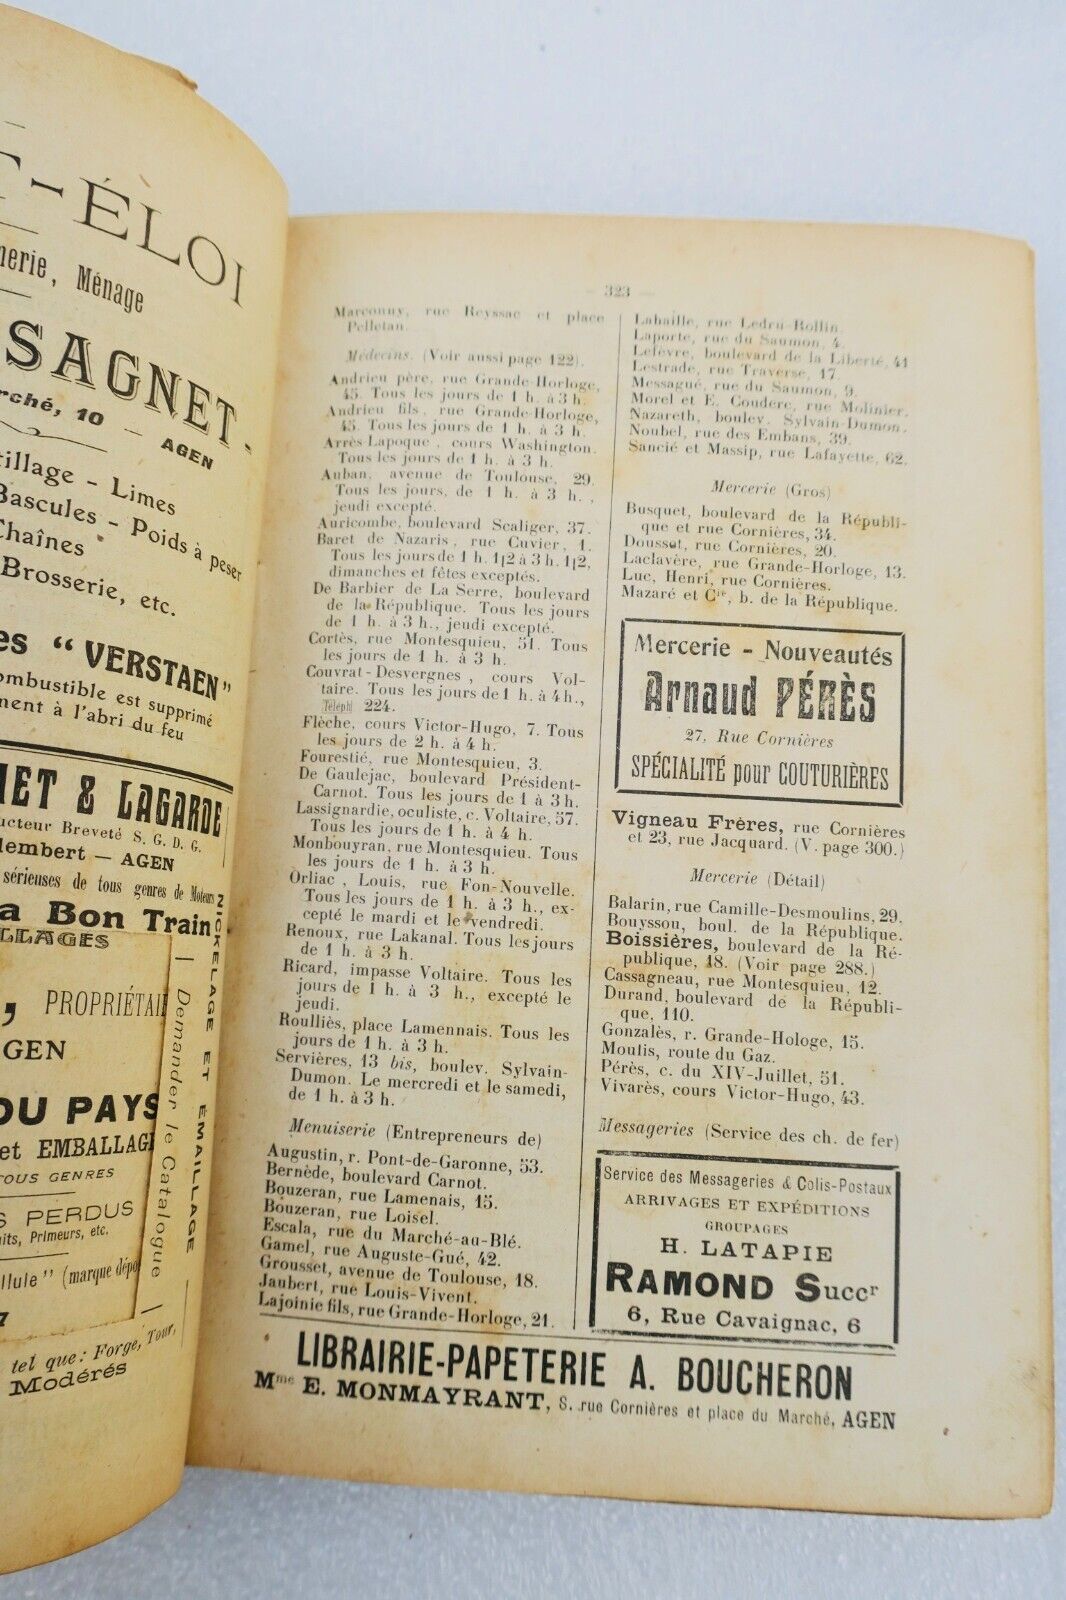 T-ÉLOI
nerie, Ménage
SAGNET-
rché, 10 — AGEN
tillage - Limes
Bascules - Poids à peser
Chaînes
Brosserie, etc.
es "VERSTAEN"
ombustible est supprimé
ment à l'abri du feu
NET & LAGARDE
ucteur Breveté S. G. D. G.
lembert — AGEN
sérieuses de tous genres de Moteurs
a Bon Train
NICKELAGE ET ÉMAILLAGE
LLAGES
, PROPRIÉTAI
GEN
DU PAYS
et EMBALLAGE
TOUS GENRES
S PERDUS
uits, Primeurs, etc.
llule" (marque dépo
7
| Demander le Catalogue |
tel que: Forge, Tour,
Modérés
— 323 —
Marconny, rue Reyssac et place
Pelletan.
Médecins. (Voir aussi page 122).
Andrieu père, rue Grande-Horloge,
45. Tous les jours de 1 h. à 3 h.
Andrieu fils, rue Grande-Horloge,
45. Tous les jours de 1 h. à 3 h.
Arrès-Lapoque, cours Washington.
Tous les jours de 1 h. à 3 h.
Auban, avenue de Toulouse, 29.
Tous les jours, de 1 h. à 3 h.,
jeudi excepté.
Auricombe, boulevard Scaliger, 37.
Baret de Nazaris, rue Cuvier, 1.
Tous les jours de 1 h. 1|2 à 3 h. 1|2,
dimanches et fêtes exceptés.
De Barbier de La Serre, boulevard
de la République. Tous les jours
de 1 h. à 3 h., jeudi excepté.
Cortès, rue Montesquieu, 51. Tous
les jours de 1 h. à 3 h.
Couvrat-Desvergnes, cours Vol-
taire. Tous les jours de 1 h. à 4 h.,
Téléph 224.
Flèche, cours Victor-Hugo, 7. Tous
les jours de 2 h. à 4 h.
Fourestié, rue Montesquieu, 3.
De Gaulejac, boulevard Président-
Carnot. Tous les jours de 1 à 3 h.
Lassignardie, oculiste, c. Voltaire, 57.
Tous les jours de 1 h. à 4 h.
Monbouyran, rue Montesquieu. Tous
les jours de 1 h. à 3 h.
Orliac, Louis, rue Fon-Nouvelle.
Tous les jours de 1 h. à 3 h., ex-
cepté le mardi et le vendredi.
Renoux, rue Lakanal. Tous les jours
de 1 h. à 3 h.
Ricard, impasse Voltaire. Tous les
jours de 1 h. à 3 h., excepté le
jeudi.
Roulliès, place Lamennais. Tous les
jours de 1 h. à 3 h.
Servières, 13 bis, boulev. Sylvain-
Dumon. Le mercredi et le samedi,
de 1 h. à 3 h.
Menuiserie (Entrepreneurs de)
Augustin, r. Pont-de-Garonne, 53.
Bernède, boulevard Carnot.
Bouzeran, rue Lamenais, 15.
Bouzeran, rue Loisel.
Escala, rue du Marché-au-Blé.
Gamel, rue Auguste-Gué, 42.
Grousset, avenue de Toulouse, 18.
Jaubert, rue Louis-Vivent.
Lajoinie fils, rue Grande-Horloge, 21.
Labaille, rue Ledru-Rollin.
Laporte, rue du Saumon, 4.
Lefèvre, boulevard de la Liberté, 41
Lestrade, rue Traverse, 17.
Messagué, rue du Saumon, 9.
Morel et E. Couderc, rue Molinier.
Nazareth, boulev. Sylvain-Dumon.
Noubel, rue des Embans, 39.
Sancié et Massip, rue Lafayette, 62.
Mercerie (Gros)
Busquet, boulevard de la Républi-
que et rue Cornières, 34.
Doussot, rue Cornières, 20.
Laclavère, rue Grande-Horloge, 13.
Luc, Henri, rue Cornières.
Mazaré et Cie, b. de la République.
Mercerie - Nouveautés
Arnaud PÉRÈS
27, Rue Cornières
SPÉCIALITÉ pour COUTURIÈRES
Vigneau Frères, rue Cornières
et 23, rue Jacquard. (V. page 300.)
Mercerie (Détail)
Balarin, rue Camille-Desmoulins, 29.
Bouyssou, boul. de la République.
Boissières, boulevard de la Ré-
publique, 18. (Voir page 288.)
Cassagneau, rue Montesquieu, 12.
Durand, boulevard de la Républi-
que, 110.
Gonzalès, r. Grande-Hologe, 15.
Moulis, route du Gaz.
Pérès, c. du XIV-Juillet, 51.
Vivarès, cours Victor-Hugo, 43.
Messageries (Service des ch. de fer)
Service des Messageries & Colis-Postaux
ARRIVAGES ET EXPÉDITIONS
GROUPAGES
H. LATAPIE
RAMOND Succr
6, Rue Cavaignac, 6
LIBRAIRIE-PAPETERIE A. BOUCHERON
Mme E. MONMAYRANT, 8, rue Cornières et place du Marché, AGEN